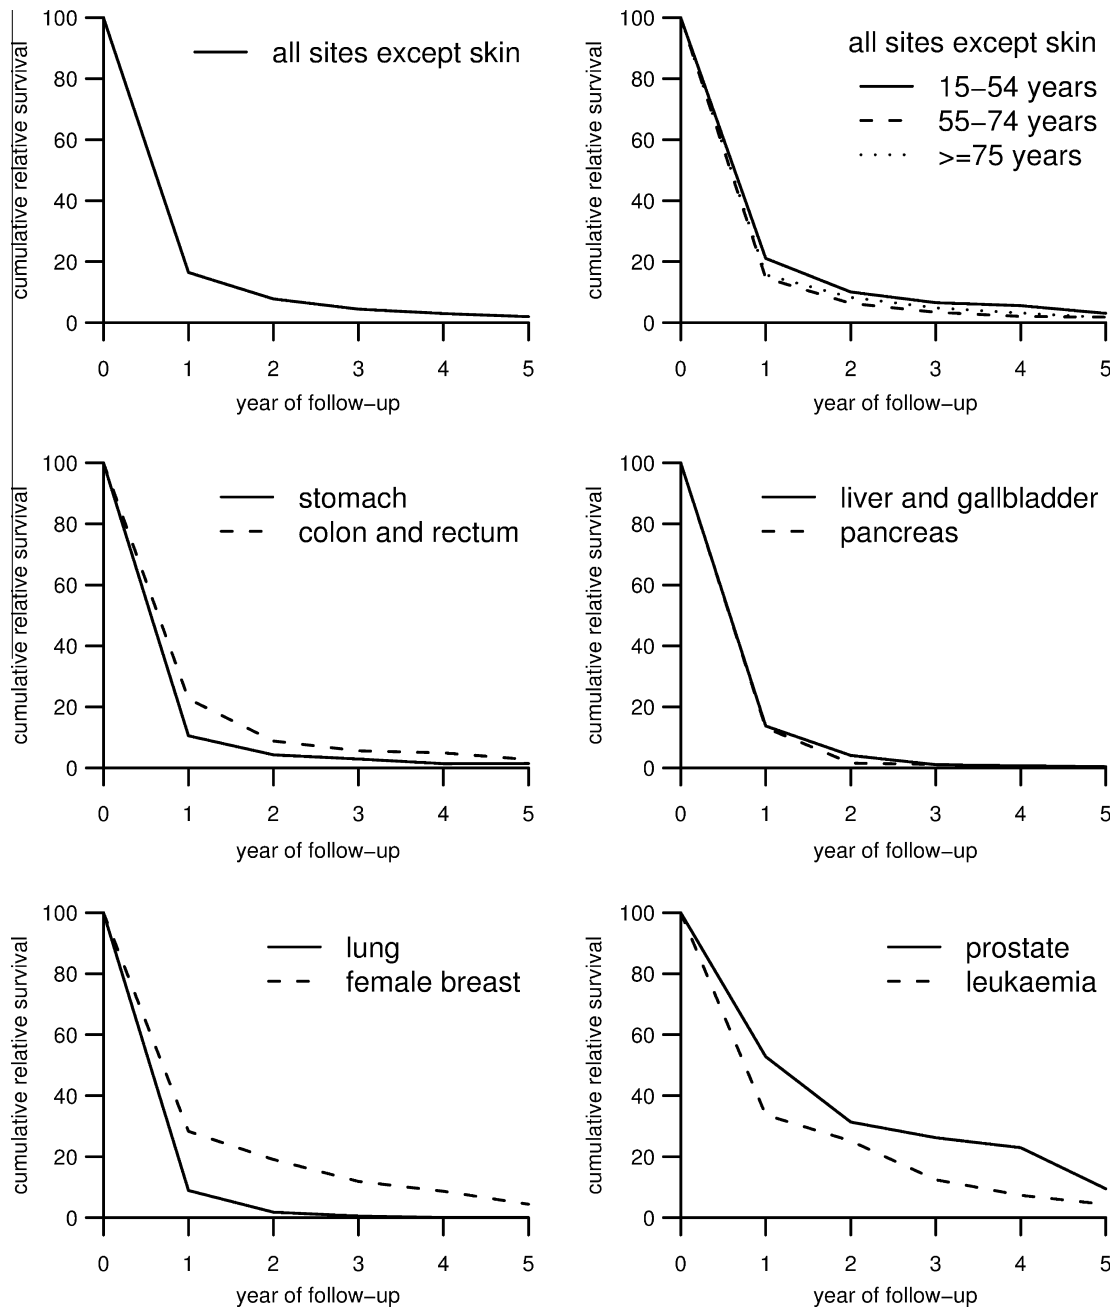 cumulative relative survival
100
80
60
40
20
0
all sites except skin
0 1 2 3 4 5
year of follow−up
cumulative relative survival
100
80
60
40
20
0
all sites except skin
15−54 years
55−74 years
>=75 years
0 1 2 3 4 5
year of follow−up
cumulative relative survival
100
80
60
40
20
0
stomach
colon and rectum
0 1 2 3 4 5
year of follow−up
cumulative relative survival
100
80
60
40
20
0
liver and gallbladder
pancreas
0 1 2 3 4 5
year of follow−up
cumulative relative survival
100
80
60
40
20
0
lung
female breast
0 1 2 3 4 5
year of follow−up
cumulative relative survival
100
80
60
40
20
0
prostate
leukaemia
0 1 2 3 4 5
year of follow−up